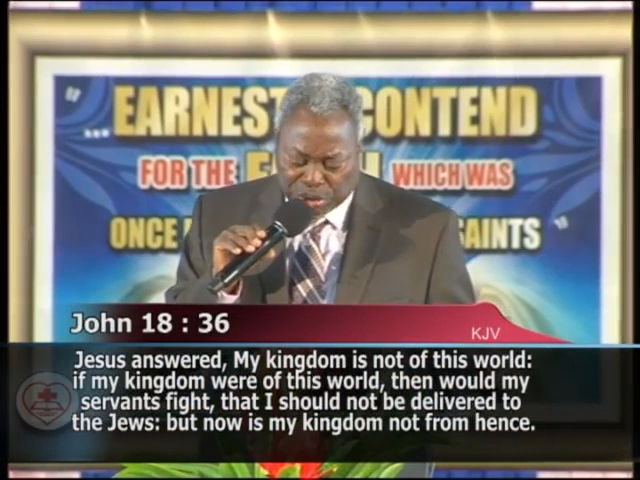 "
...EARNEST CONTEND
FOR THE F H WHICH WAS
ONCE SAINTS
"
John 18 : 36
KJV
Jesus answered, My kingdom is not of this world:
if my kingdom were of this world, then would my
servants fight, that I should not be delivered to
the Jews: but now is my kingdom not from hence.